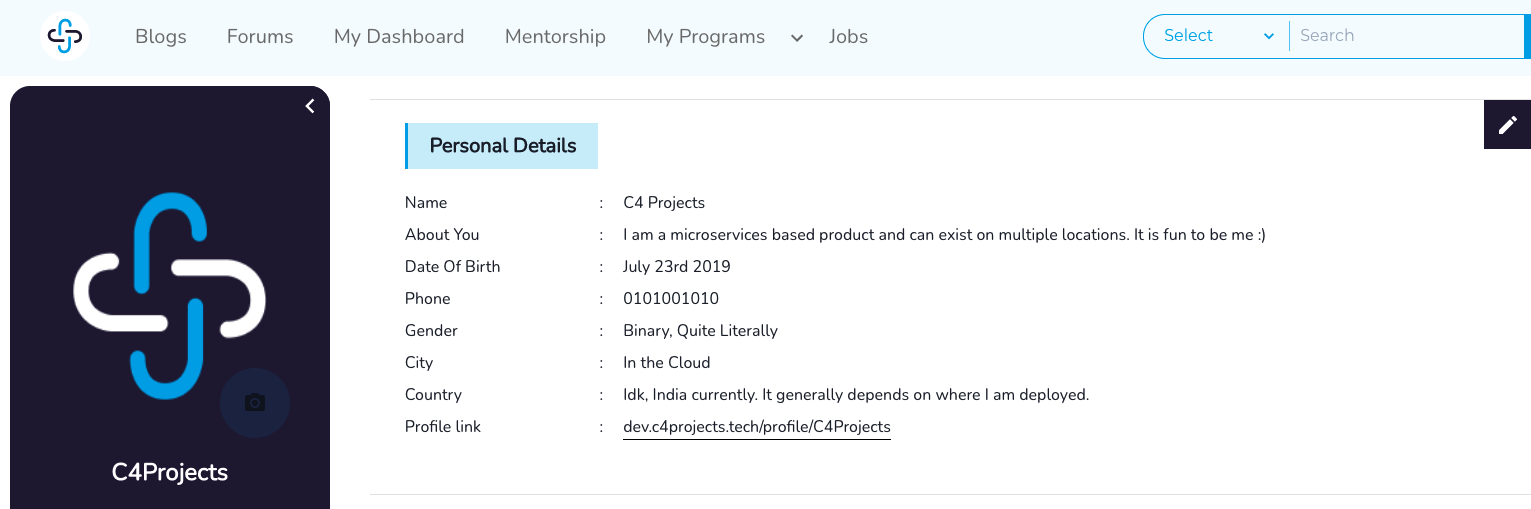 Blogs Forums My Dashboard Mentorship My Programs Jobs Select Search
Personal Details
Name : C4 Projects
About You : I am a microservices based product and can exist on multiple locations. It is fun to be me :)
Date Of Birth : July 23rd 2019
Phone : 0101001010
Gender : Binary, Quite Literally
City : In the Cloud
Country : Idk, India currently. It generally depends on where I am deployed.
Profile link : dev.c4projects.tech/profile/C4Projects
C4Projects